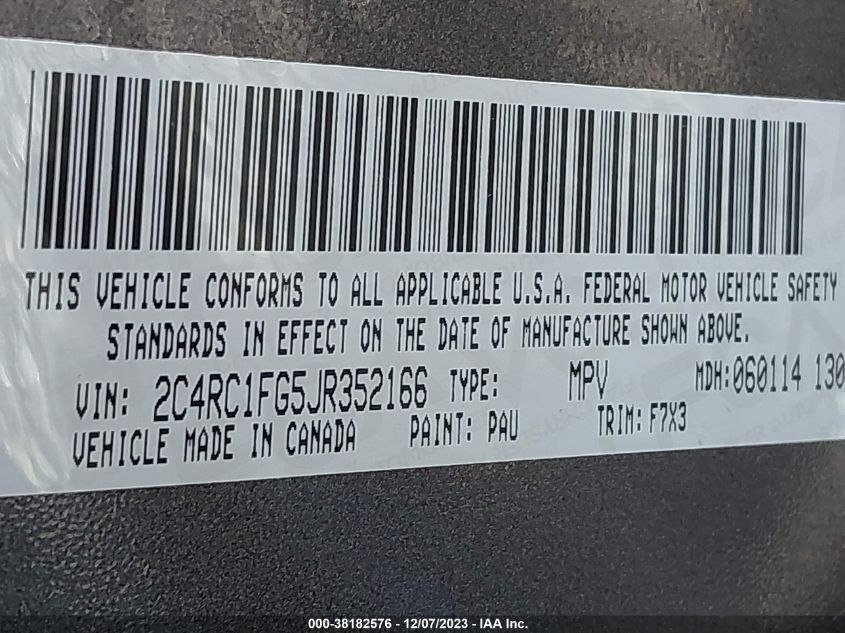 THIS VEHICLE CONFORMS TO ALL APPLICABLE U.S.A. FEDERAL MOTOR VEHICLE SAFETY
STANDARDS IN EFFECT ON THE DATE OF MANUFACTURE SHOWN ABOVE.
VIN: 2C4RC1FG5JR352166 TYPE: MPV MDH:060114 130
VEHICLE MADE IN CANADA PAINT: PAU TRIM: F7X3
000-38182576 - 12/07/2023 - IAA Inc.